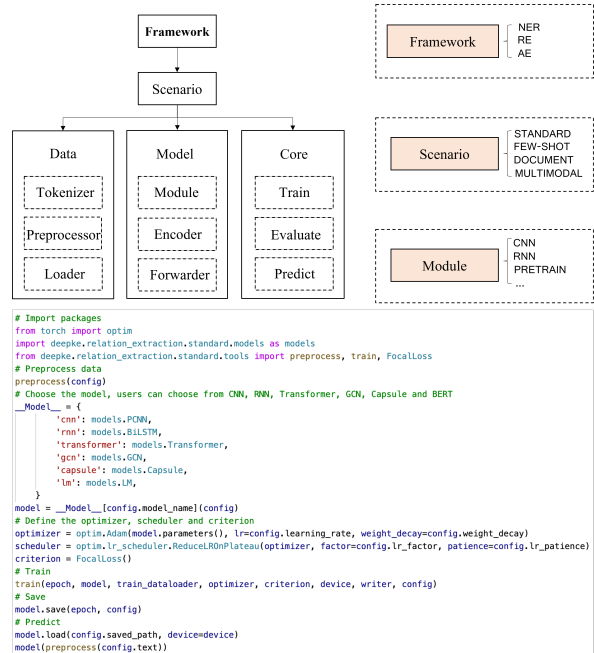 Framework
Scenario
Data
Tokenizer
Preprocessor
Loader
Model
Module
Encoder
Forwarder
Core
Train
Evaluate
Predict
Framework
NER
RE
AE
Scenario
STANDARD
FEW-SHOT
DOCUMENT
MULTIMODAL
Module
CNN
RNN
PRETRAIN
...
# Import packages
from torch import optim
import deepke.relation_extraction.standard.models as models
from deepke.relation_extraction.standard.tools import preprocess, train, FocalLoss
# Preprocess data
preprocess(config)
# Choose the model, users can choose from CNN, RNN, Transformer, GCN, Capsule and BERT
__Model__ = {
'cnn': models.PCNN,
'rnn': models.BiLSTM,
'transformer': models.Transformer,
'gcn': models.GCN,
'capsule': models.Capsule,
'lm': models.LM,
}
model = __Model__[config.model_name](config)
# Define the optimizer, scheduler and criterion
optimizer = optim.Adam(model.parameters(), lr=config.learning_rate, weight_decay=config.weight_decay)
scheduler = optim.lr_scheduler.ReduceLROnPlateau(optimizer, factor=config.lr_factor, patience=config.lr_patience)
criterion = FocalLoss()
# Train
train(epoch, model, train_dataloader, optimizer, criterion, device, writer, config)
# Save
model.save(epoch, config)
# Predict
model.load(config.saved_path, device=device)
model(preprocess(config.text))